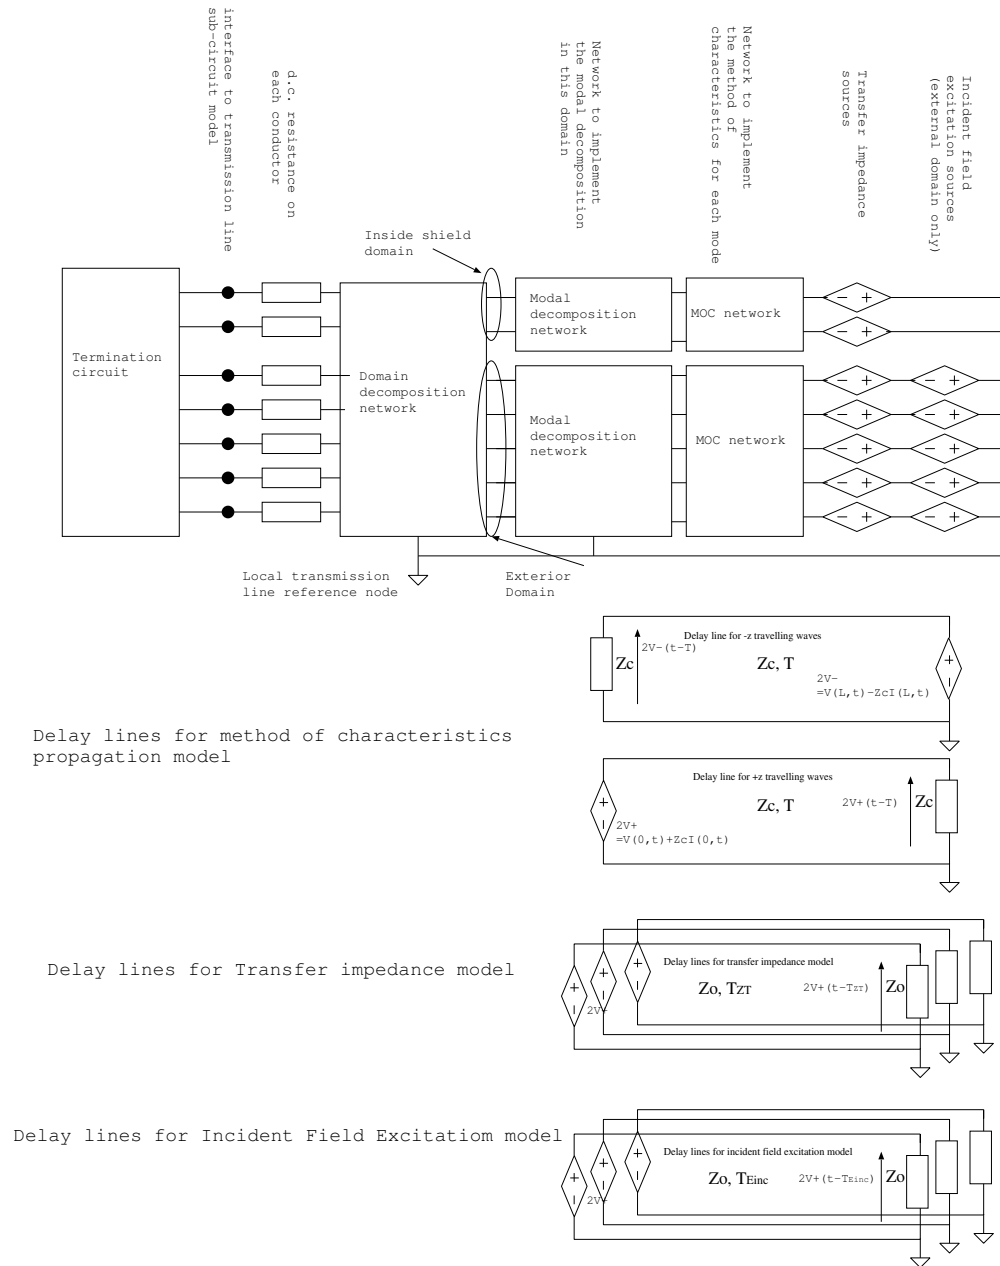 interface to transmission line
sub-circuit model
d.c. resistance on
each conductor
Network to implement
the modal decomposition
in this domain
Network to implement
the method of
characteristics for each mode
Transfer impedance
sources
Incident field
excitation sources
(external domain only)
Inside shield
domain
Termination
circuit
Domain
decomposition
network
Modal
decomposition
network
MOC network
− +
− +
Modal
decomposition
network
MOC network
− + − +
− + − +
− + − +
− + − +
− + − +
Local transmission
line reference node
Exterior
Domain
Delay line for -z travelling waves
Zc
2V−(t−T)
Zc, T
2V−
=V(L,t)−ZcI(L,t)
+
−
Delay lines for method of characteristics
propagation model
Delay line for +z travelling waves
+
−
2V+
=V(0,t)+ZcI(0,t)
Zc, T
2V+(t−T)
Zc
Delay lines for Transfer impedance model
Delay lines for transfer impedance model
+ + +
− − −
2V+
Zo, TZT
2V+(t−TZT)
Zo
Delay lines for Incident Field Excitatiom model
Delay lines for incident field excitation model
+ + +
− − −
2V+
Zo, TEinc
2V+(t−TEinc)
Zo